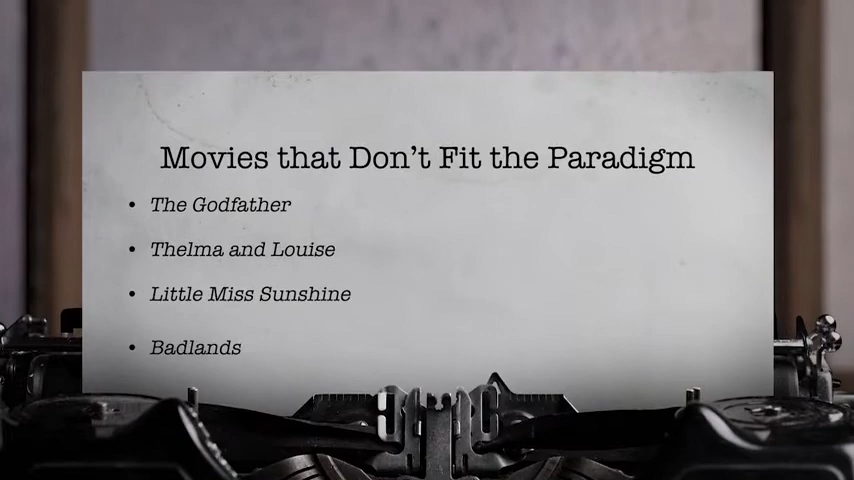 Movies that Don't Fit the Paradigm
• The Godfather
• Thelma and Louise
• Little Miss Sunshine
• Badlands